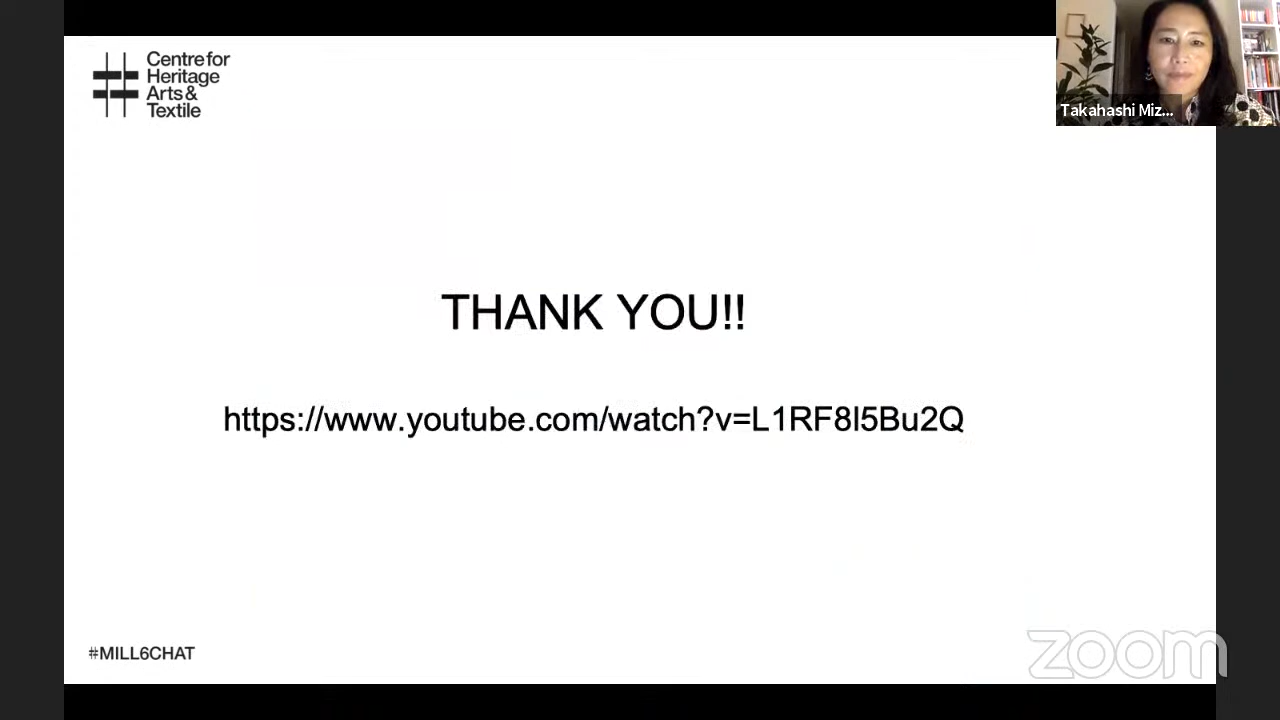 Centre for
Heritage
Arts &
Textile
Takahashi Miz...
THANK YOU!!
https://www.youtube.com/watch?v=L1RF8I5Bu2Q
#MILL6CHAT
zoom